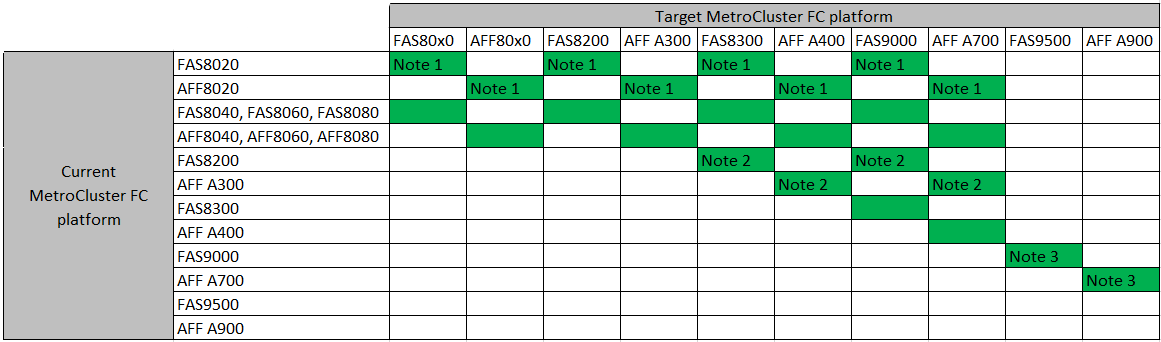 Target MetroCluster FC platform
FAS80x0 AFF80x0 FAS8200 AFF A300 FAS8300 AFF A400 FAS9000 AFF A700 FAS9500 AFF A900
Current
MetroCluster FC
platform
FAS8020 Note 1 Note 1 Note 1 Note 1
AFF8020 Note 1 Note 1 Note 1 Note 1
FAS8040, FAS8060, FAS8080
AFF8040, AFF8060, AFF8080
FAS8200 Note 2 Note 2
AFF A300 Note 2 Note 2
FAS8300
AFF A400
FAS9000 Note 3
AFF A700 Note 3
FAS9500
AFF A900